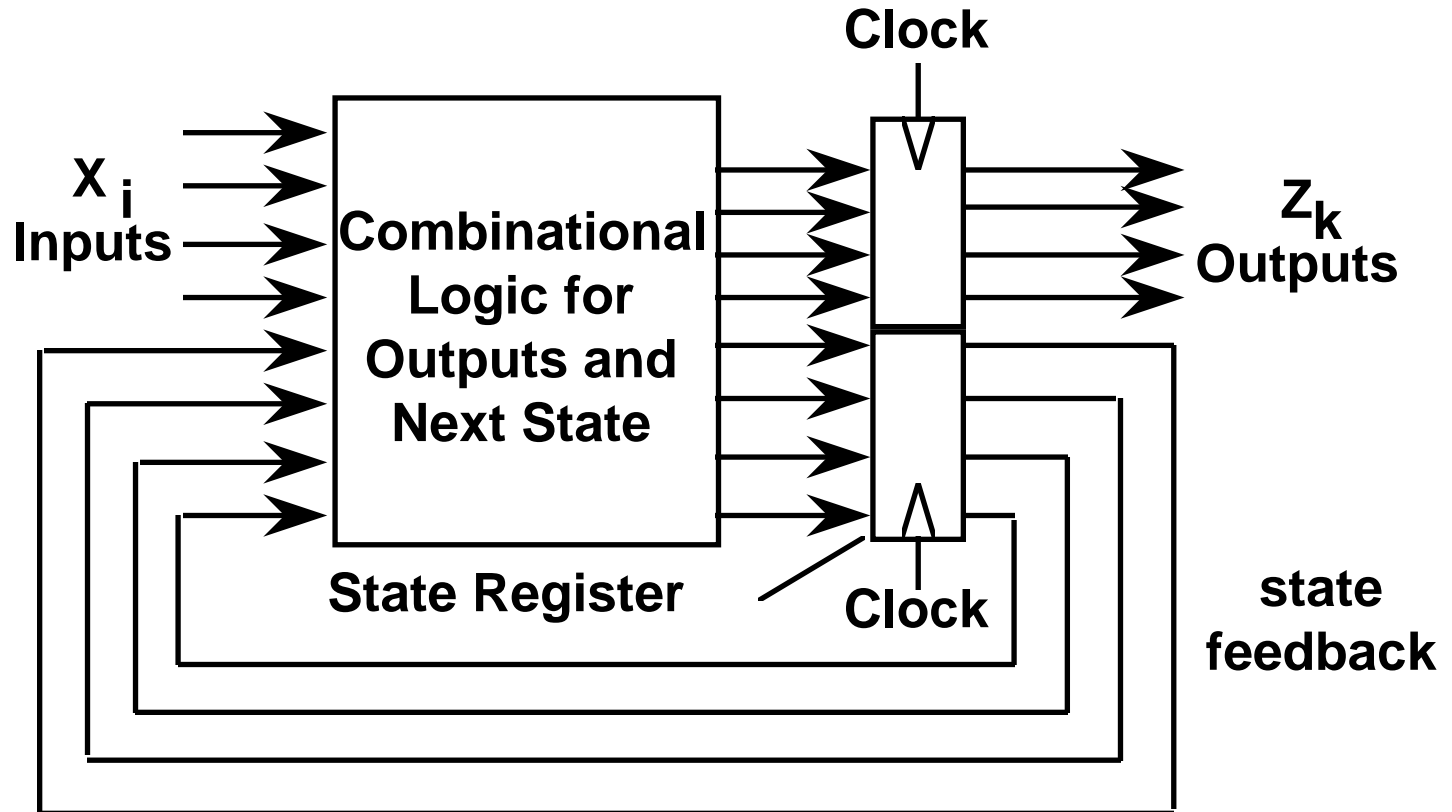 Clock
X i
Inputs
Combinational
Logic for
Outputs and
Next State
Z k
Outputs
State Register
Clock
state
feedback